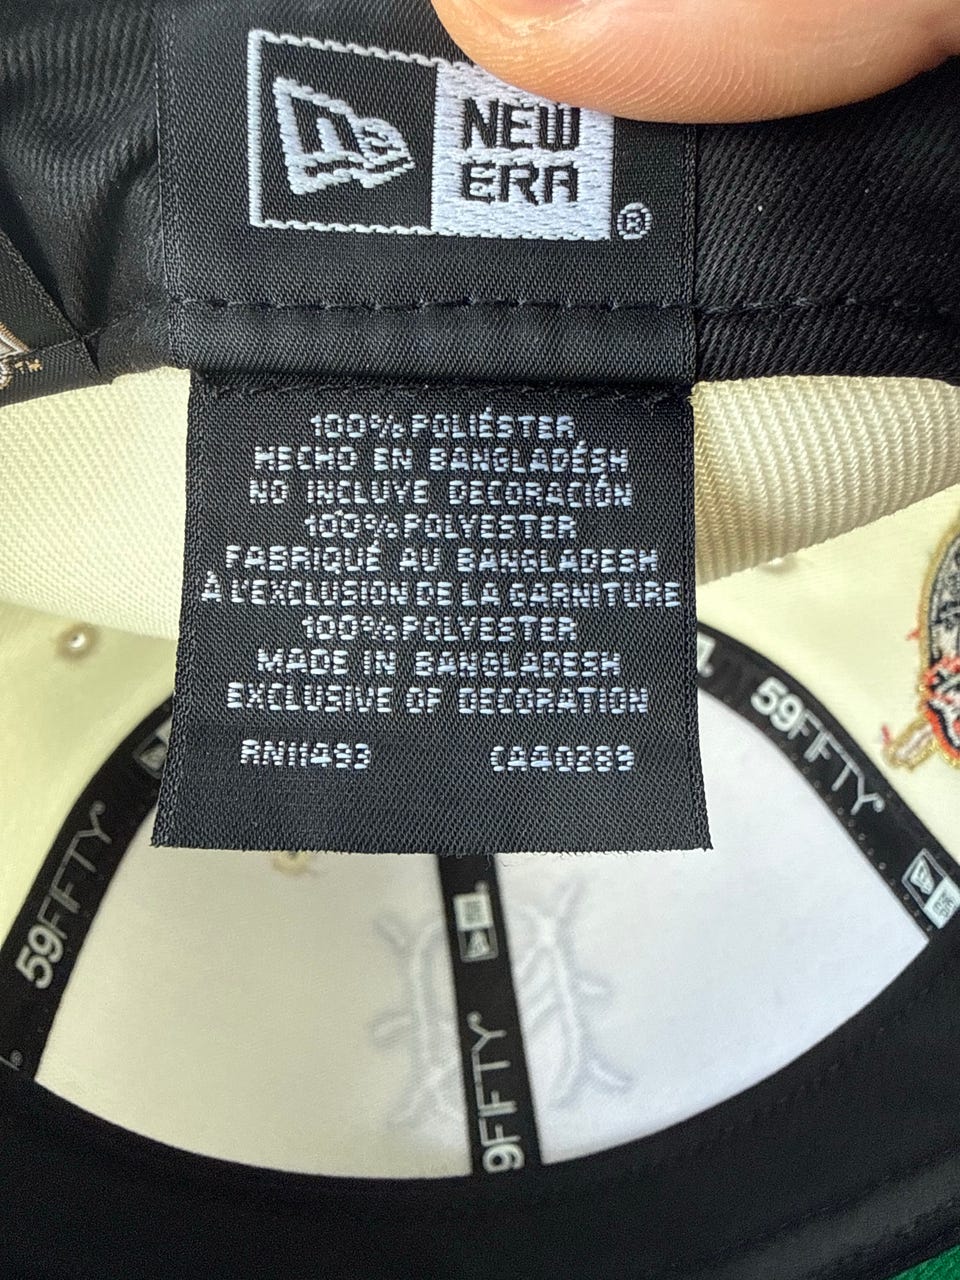 NEW
ERA
®
100% POLIÉSTER
HECHO EN BANGLADÉSH
NO INCLUYE DECORACIÓN
100% POLYESTER
FABRIQUÉ AU BANGLADESH
À L'EXCLUSION DE LA GARNITURE
100% POLYESTER
MADE IN BANGLADESH
EXCLUSIVE OF DECORATION
RN11493 CA40289
59FIFTY
59FIFTY
9FIFTY